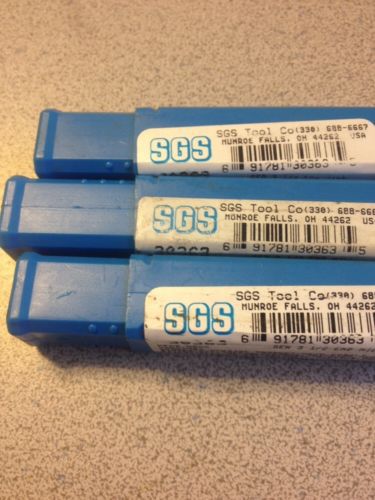 SGS
SGS Tool Co (330) 688-6667
MUNROE FALLS, OH 44262 USA
6 91781 30363 5
SGS
SGS Tool Co (330) 688-666
MUNROE FALLS, OH 44262 US
6 91781 30363 5
30363
SGS
SGS Tool Co (330) 68
MUNROE FALLS, OH 4426
6 91781 30363